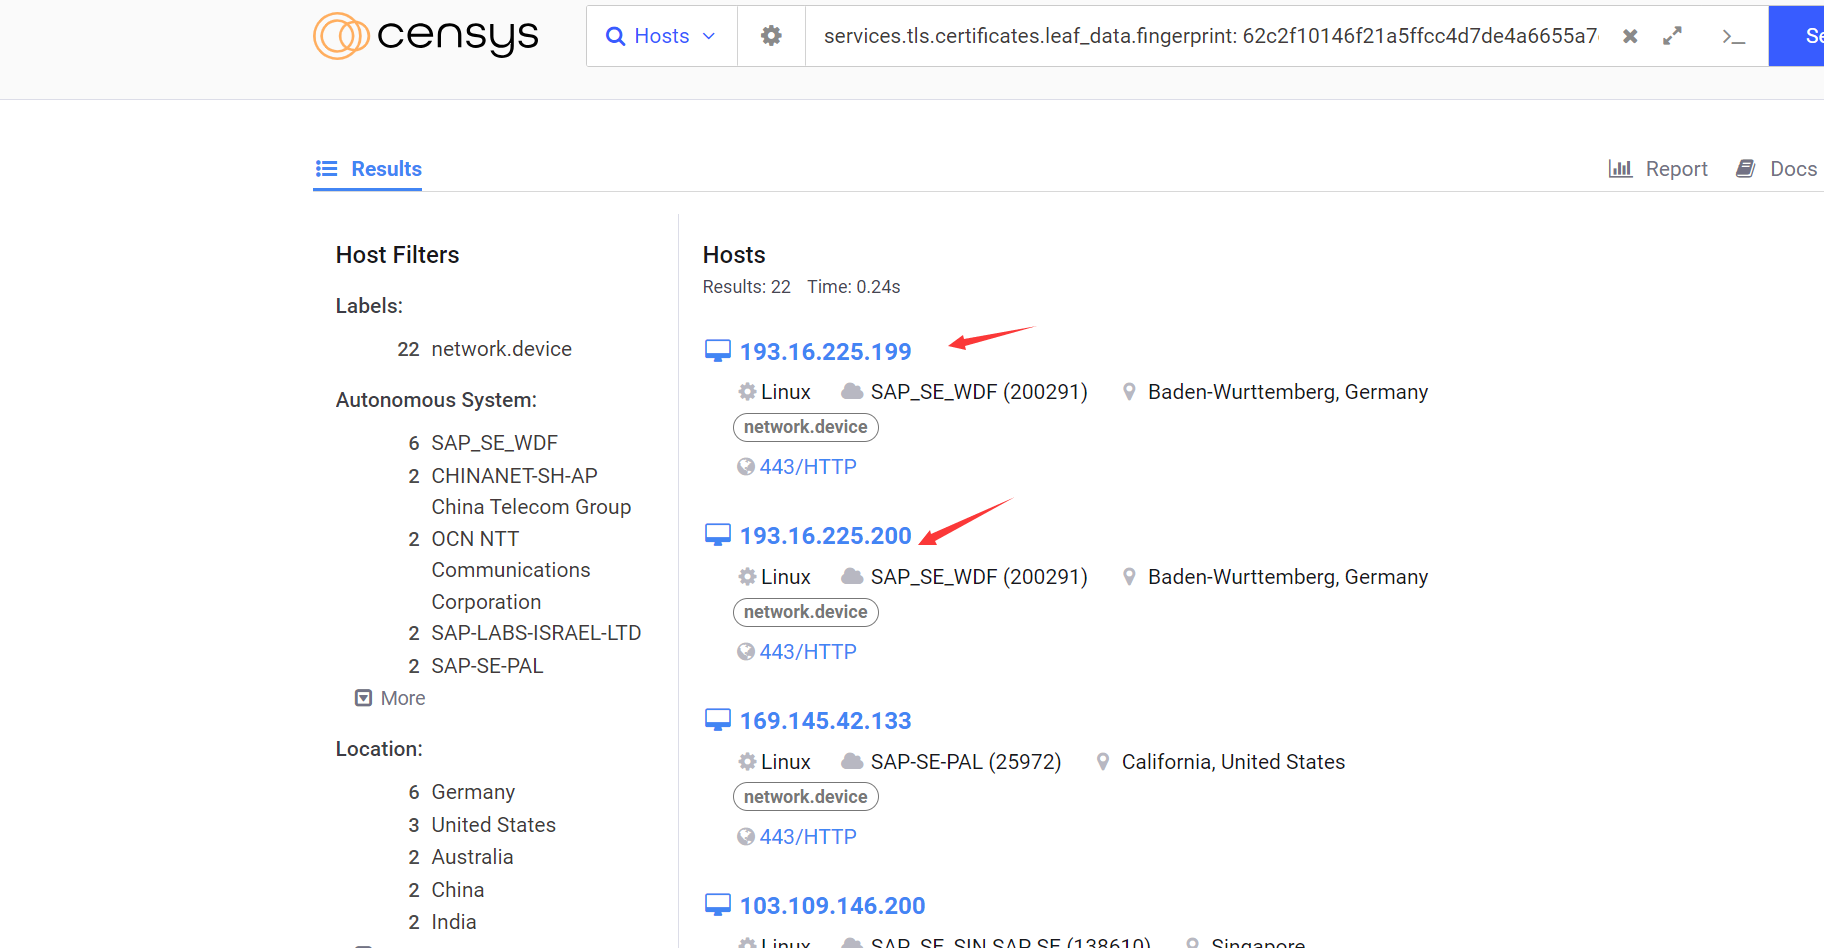 censys
Hosts
services.tls.certificates.leaf_data.fingerprint: 62c2f10146f21a5ffcc4d7de4a6655a7
Se
Results
Report
Docs
Host Filters
Labels:
22 network.device
Autonomous System:
6 SAP_SE_WDF
2 CHINANET-SH-AP
China Telecom Group
2 OCN NTT
Communications
Corporation
2 SAP-LABS-ISRAEL-LTD
2 SAP-SE-PAL
More
Location:
6 Germany
3 United States
2 Australia
2 China
2 India
Hosts
Results: 22 Time: 0.24s
193.16.225.199
Linux SAP_SE_WDF (200291) Baden-Wurttemberg, Germany
network.device
443/HTTP
193.16.225.200
Linux SAP_SE_WDF (200291) Baden-Wurttemberg, Germany
network.device
443/HTTP
169.145.42.133
Linux SAP-SE-PAL (25972) California, United States
network.device
443/HTTP
103.109.146.200
Linux SAP_SE_SIN SAP SE (138610) Singapore